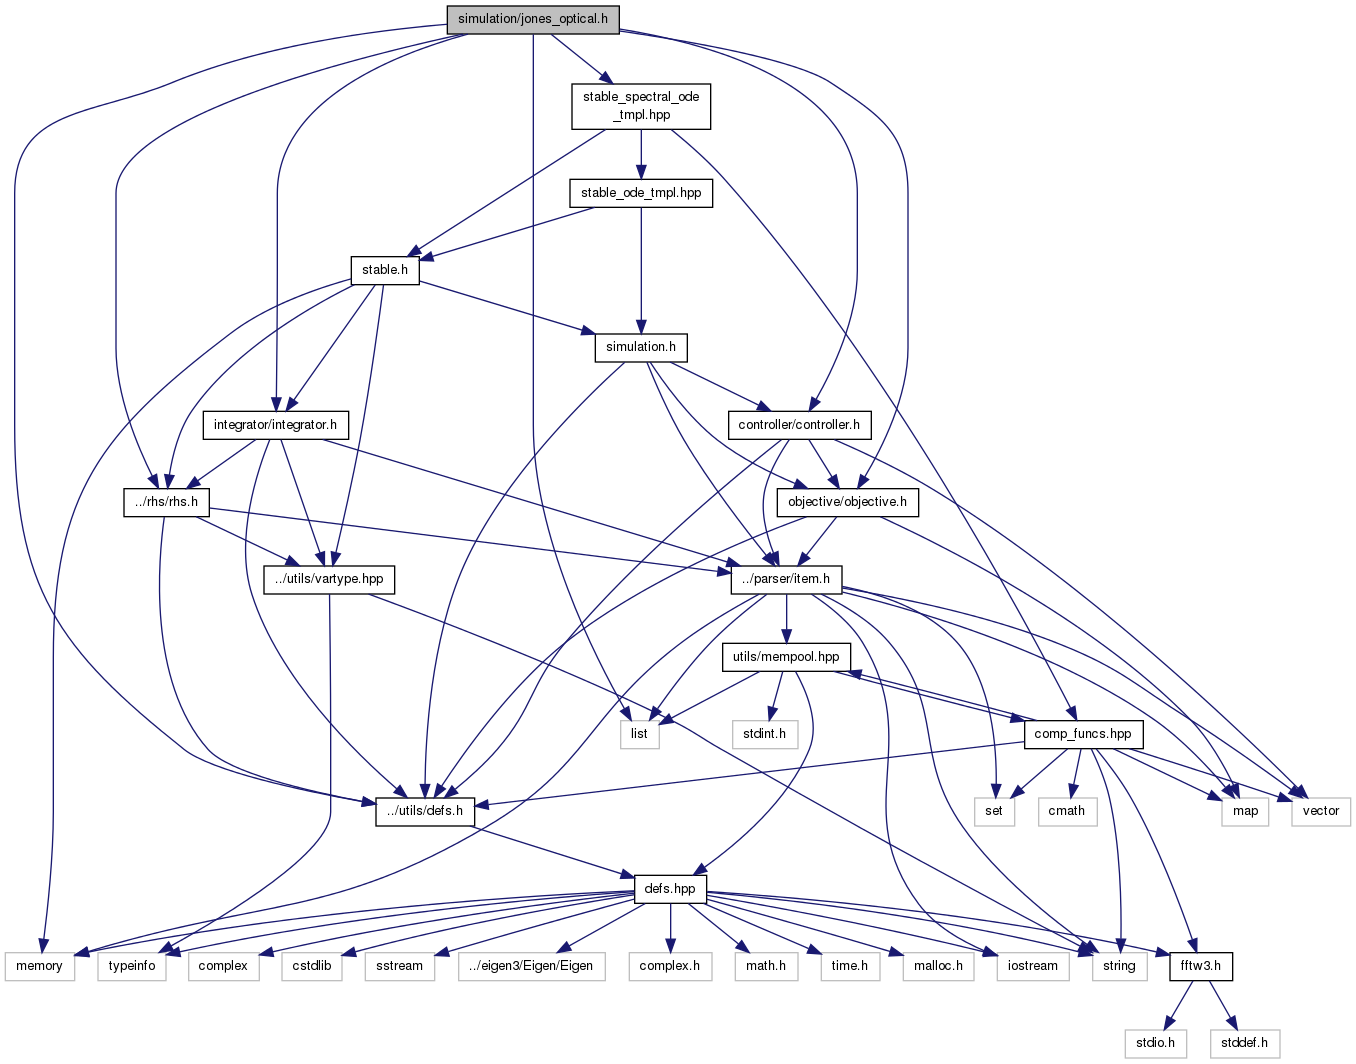 simulation/jones_optical.h
stable_spectral_ode
_tmpl.hpp
stable_ode_tmpl.hpp
stable.h
simulation.h
integrator/integrator.h
controller/controller.h
../rhs/rhs.h
objective/objective.h
../utils/vartype.hpp
../parser/item.h
utils/mempool.hpp
list
stdint.h
comp_funcs.hpp
../utils/defs.h
set
cmath
map
vector
defs.hpp
memory
typeinfo
complex
cstdlib
sstream
../eigen3/Eigen/Eigen
complex.h
math.h
time.h
malloc.h
iostream
string
fftw3.h
stdio.h
stddef.h